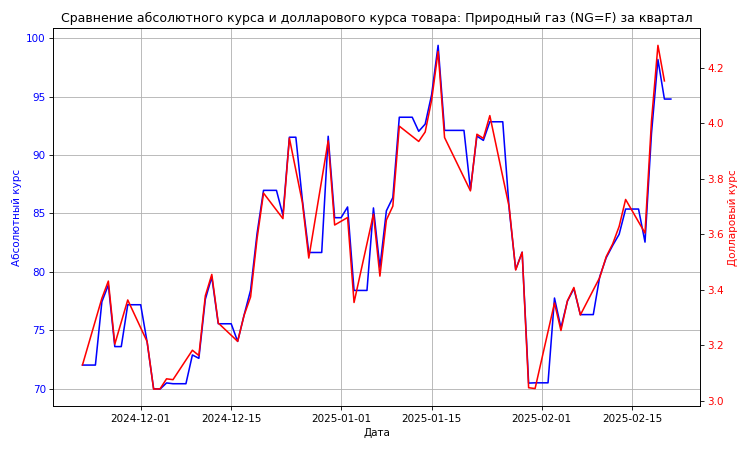 Сравнение абсолютного курса и долларового курса товара: Природный газ (NG=F) за квартал
100
95
90
85
80
75
70
Абсолютный курс
4.2
4.0
3.8
3.6
3.4
3.2
3.0
Долларовый курс
2024-12-01 2024-12-15 2025-01-01 2025-01-15 2025-02-01 2025-02-15
Дата